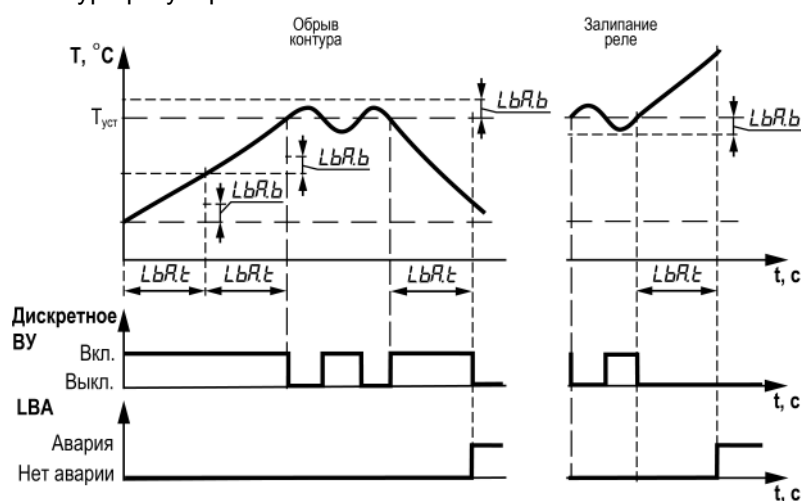 Обрыв
контура
Залипание
реле
T, °C
Tуст
LbA.b
LbA.b
LbA.b
LbA.b
LbA.t
LbA.t
LbA.t
LbA.t
t, c
Дискретное
ВУ
Вкл.
Выкл.
t, c
LBA
Авария
Нет аварии
t, c